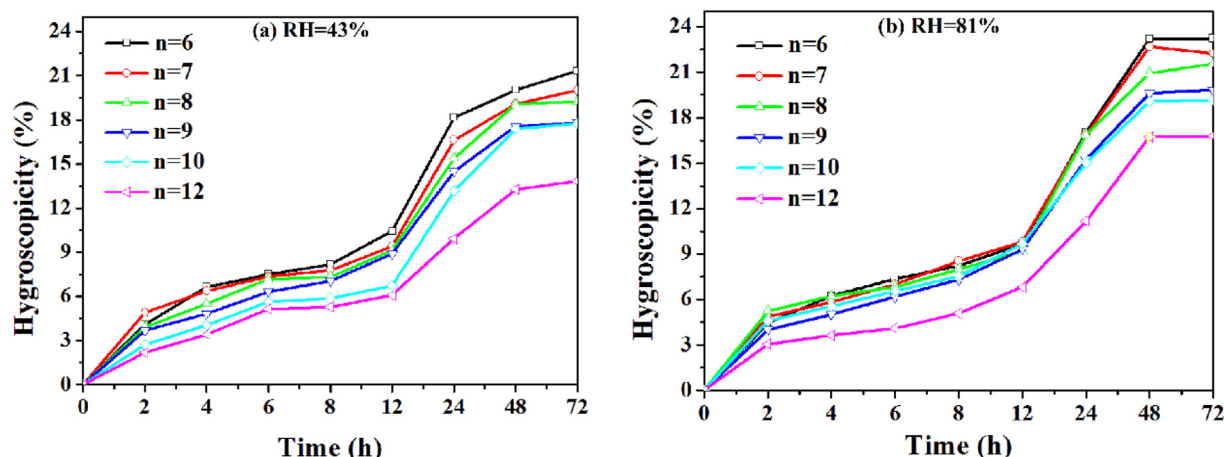 (a) RH=43%
n=6
n=7
n=8
n=9
n=10
n=12
24
21
18
15
12
9
6
3
0
Hygroscopicity (%)
0 2 4 6 8 12 24 48 72
Time (h)
(b) RH=81%
n=6
n=7
n=8
n=9
n=10
n=12
24
21
18
15
12
9
6
3
0
Hygroscopicity (%)
0 2 4 6 8 12 24 48 72
Time (h)